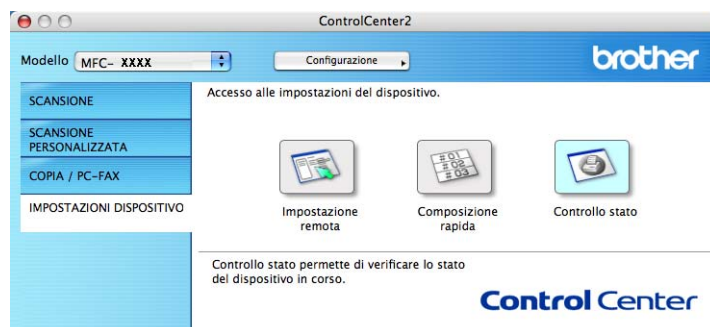 ControlCenter2
Modello MFC- XXXX Configurazione brother
SCANSIONE
SCANSIONE
PERSONALIZZATA
COPIA / PC-FAX
IMPOSTAZIONI DISPOSITIVO
Accesso alle impostazioni del dispositivo.
#01
#02
#03
Impostazione
remota
Composizione
rapida
Controllo stato
Controllo stato permette di verificare lo stato
del dispositivo in corso.
Control Center